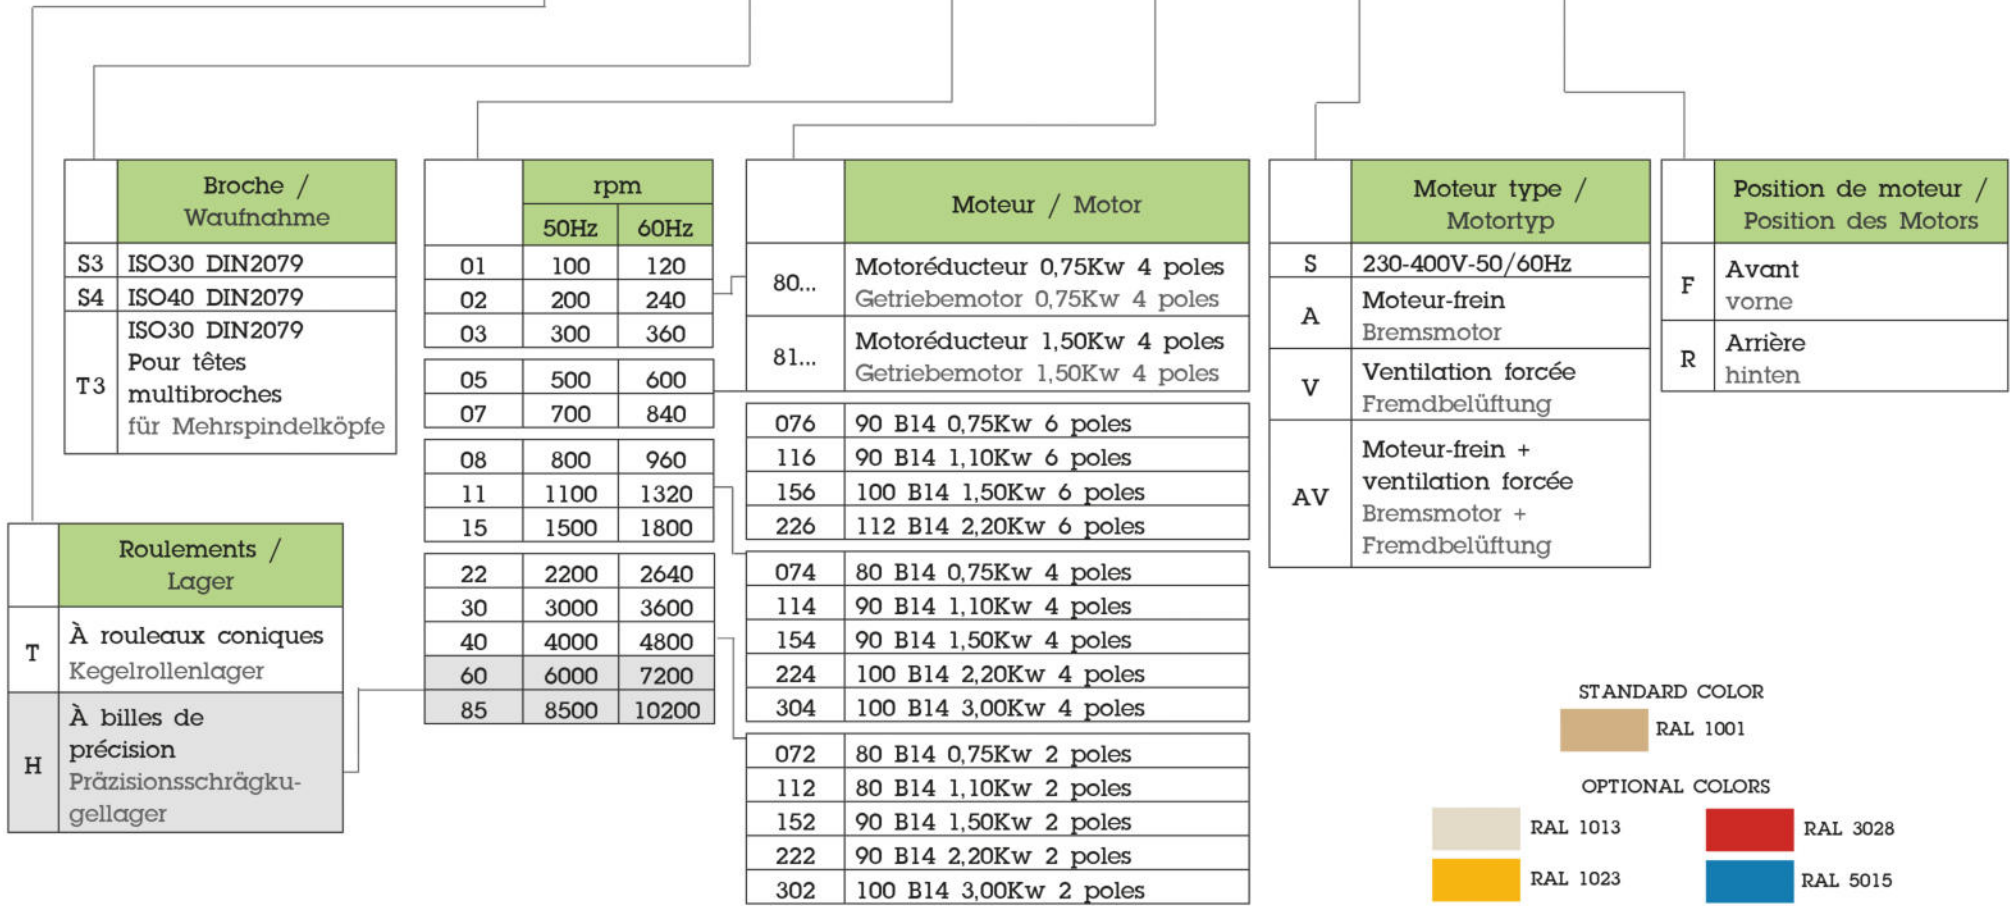 Broche /
Waufnahme
S3 ISO30 DIN2079
S4 ISO40 DIN2079
T3 ISO30 DIN2079
Pour têtes
multibroches
für Mehrspindelköpfe
Roulements /
Lager
T À rouleaux coniques
Kegelrollenlager
H À billes de
précision
Präzisionsschrägku-
gellager
rpm
50Hz 60Hz
01 100 120
02 200 240
03 300 360
05 500 600
07 700 840
08 800 960
11 1100 1320
15 1500 1800
22 2200 2640
30 3000 3600
40 4000 4800
60 6000 7200
85 8500 10200
Moteur / Motor
80... Motoréducteur 0,75Kw 4 poles
Getriebemotor 0,75Kw 4 poles
81... Motoréducteur 1,50Kw 4 poles
Getriebemotor 1,50Kw 4 poles
076 90 B14 0,75Kw 6 poles
116 90 B14 1,10Kw 6 poles
156 100 B14 1,50Kw 6 poles
226 112 B14 2,20Kw 6 poles
074 80 B14 0,75Kw 4 poles
114 90 B14 1,10Kw 4 poles
154 90 B14 1,50Kw 4 poles
224 100 B14 2,20Kw 4 poles
304 100 B14 3,00Kw 4 poles
072 80 B14 0,75Kw 2 poles
112 80 B14 1,10Kw 2 poles
152 90 B14 1,50Kw 2 poles
222 90 B14 2,20Kw 2 poles
302 100 B14 3,00Kw 2 poles
Moteur type /
Motortyp
S 230-400V-50/60Hz
A Moteur-frein
Bremsmotor
V Ventilation forcée
Fremdbelüftung
AV Moteur-frein +
ventilation forcée
Bremsmotor +
Fremdbelüftung
Position de moteur /
Position des Motors
F Avant
vorne
R Arrière
hinten
STANDARD COLOR
RAL 1001
OPTIONAL COLORS
RAL 1013 RAL 3028
RAL 1023 RAL 5015